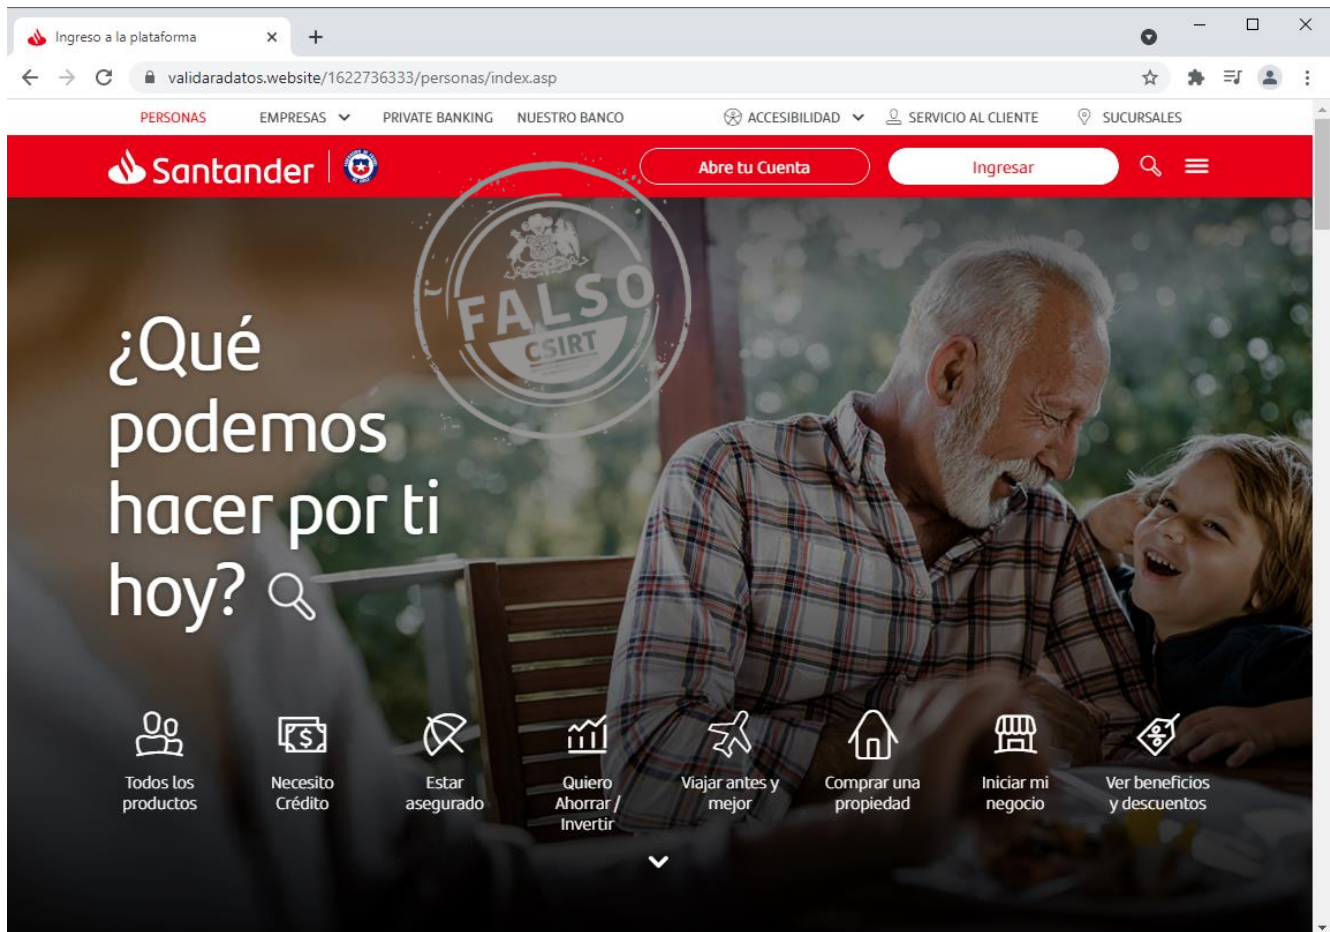 Ingreso a la plataforma
validaradatos.website/1622736333/personas/index.asp
PERSONAS EMPRESAS PRIVATE BANKING NUESTRO BANCO ACCESIBILIDAD SERVICIO AL CLIENTE SUCURSALES
Santander Abre tu Cuenta Ingresar
FALSO
CSIRT
¿Qué
podemos
hacer por ti
hoy?
Todos los
productos
Necesito
Crédito
Estar
asegurado
Quiero
Ahorrar /
Invertir
Viajar antes y
mejor
Comprar una
propiedad
Iniciar mi
negocio
Ver beneficios
y descuentos